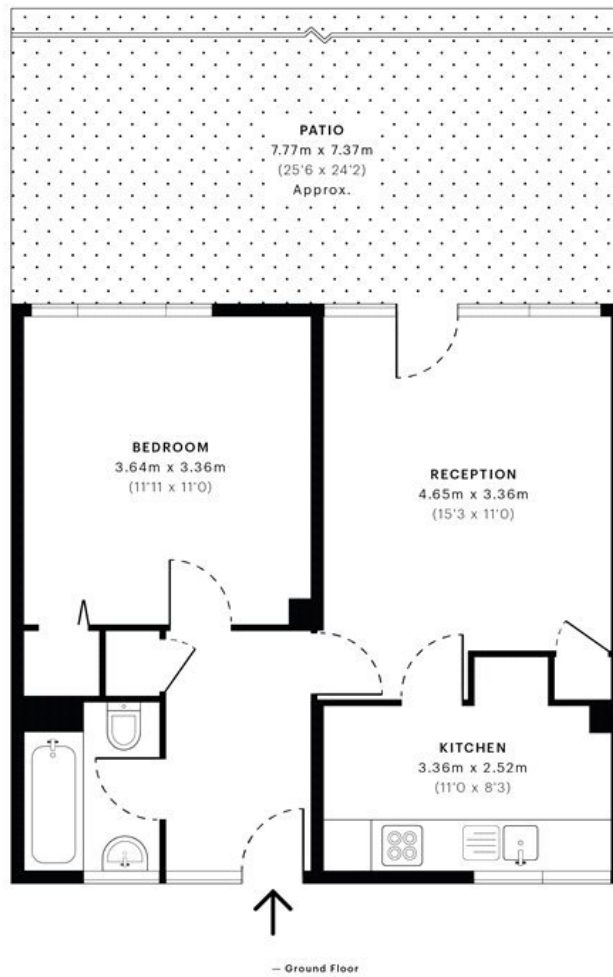 PATIO
7.77m x 7.37m
(25'6 x 24'2)
Approx.
BEDROOM
3.64m x 3.36m
(11'11 x 11'0)
RECEPTION
4.65m x 3.36m
(15'3 x 11'0)
KITCHEN
3.36m x 2.52m
(11'0 x 8'3)
— Ground Floor